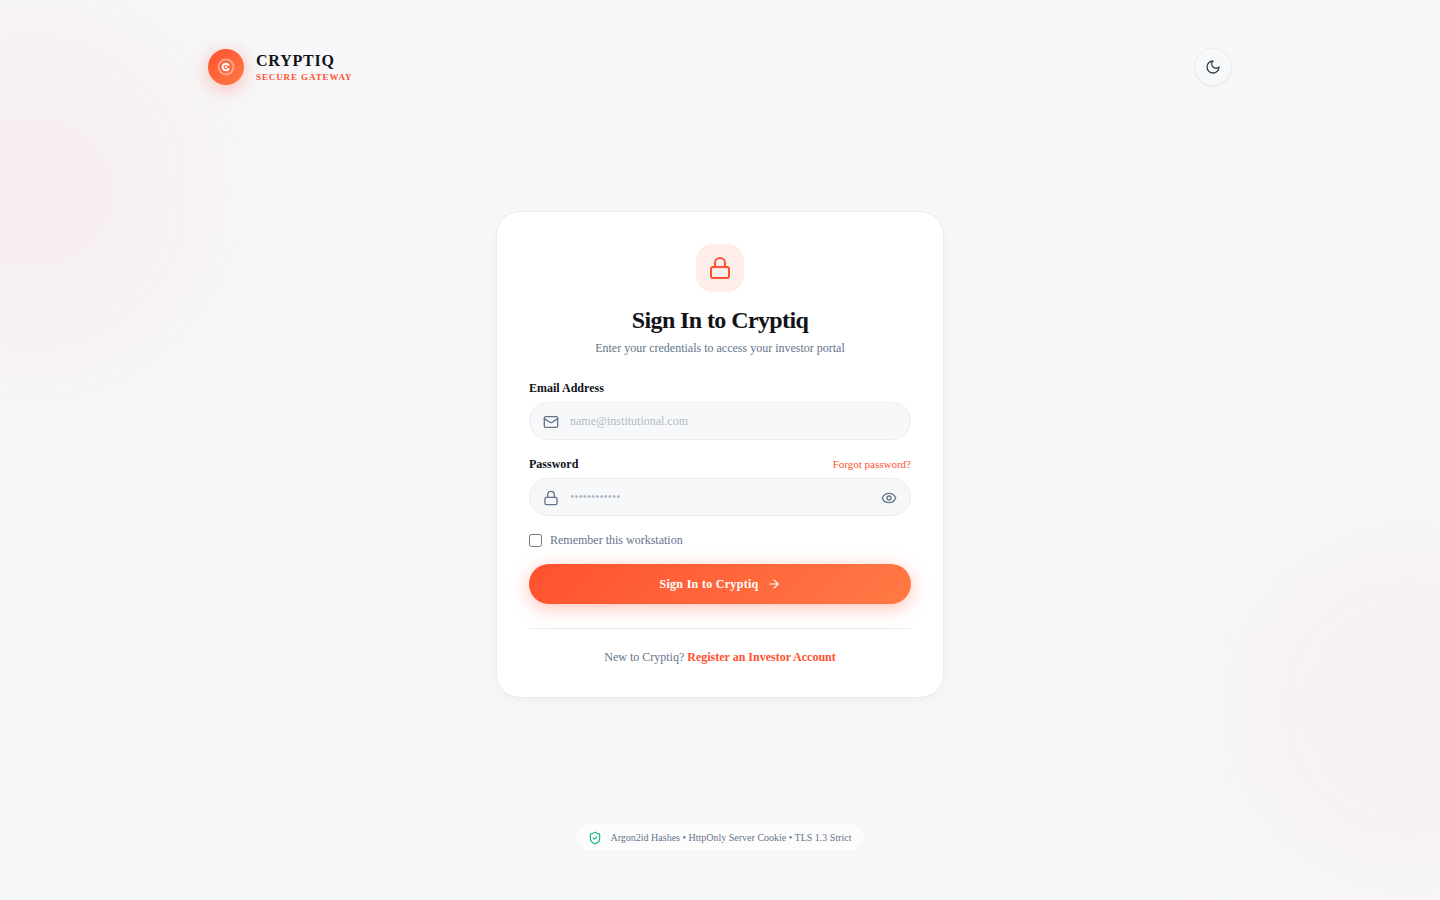 CRYPTIQ
SECURE GATEWAY
Sign In to Cryptiq
Enter your credentials to access your investor portal
Email Address
name@institutional.com
Password
Forgot password?
••••••••••••
Remember this workstation
Sign In to Cryptiq
New to Cryptiq? Register an Investor Account
Argon2id Hashes • HttpOnly Server Cookie • TLS 1.3 Strict